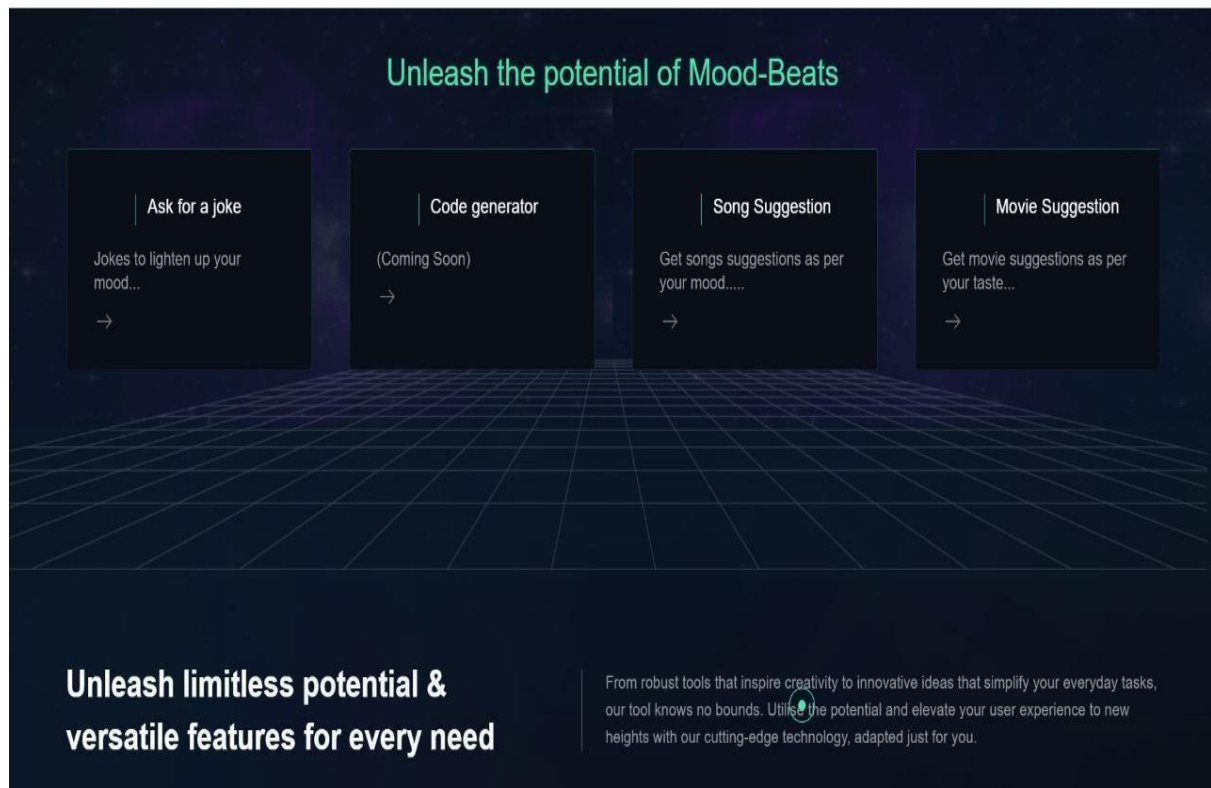 Unleash the potential of Mood-Beats
Ask for a joke
Jokes to lighten up your
mood...
Code generator
(Coming Soon)
Song Suggestion
Get songs suggestions as per
your mood.....
Movie Suggestion
Get movie suggestions as per
your taste...
Unleash limitless potential &
versatile features for every need
From robust tools that inspire creativity to innovative ideas that simplify your everyday tasks,
our tool knows no bounds. Utilise the potential and elevate your user experience to new
heights with our cutting-edge technology, adapted just for you.